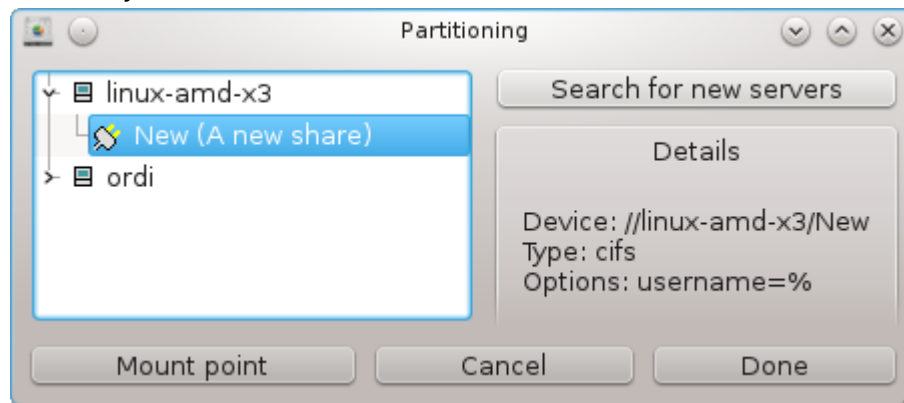 Partitioning
linux-amd-x3
New (A new share)
ordi
Search for new servers
Details
Device: //linux-amd-x3/New
Type: cifs
Options: username=%
Mount point
Cancel
Done